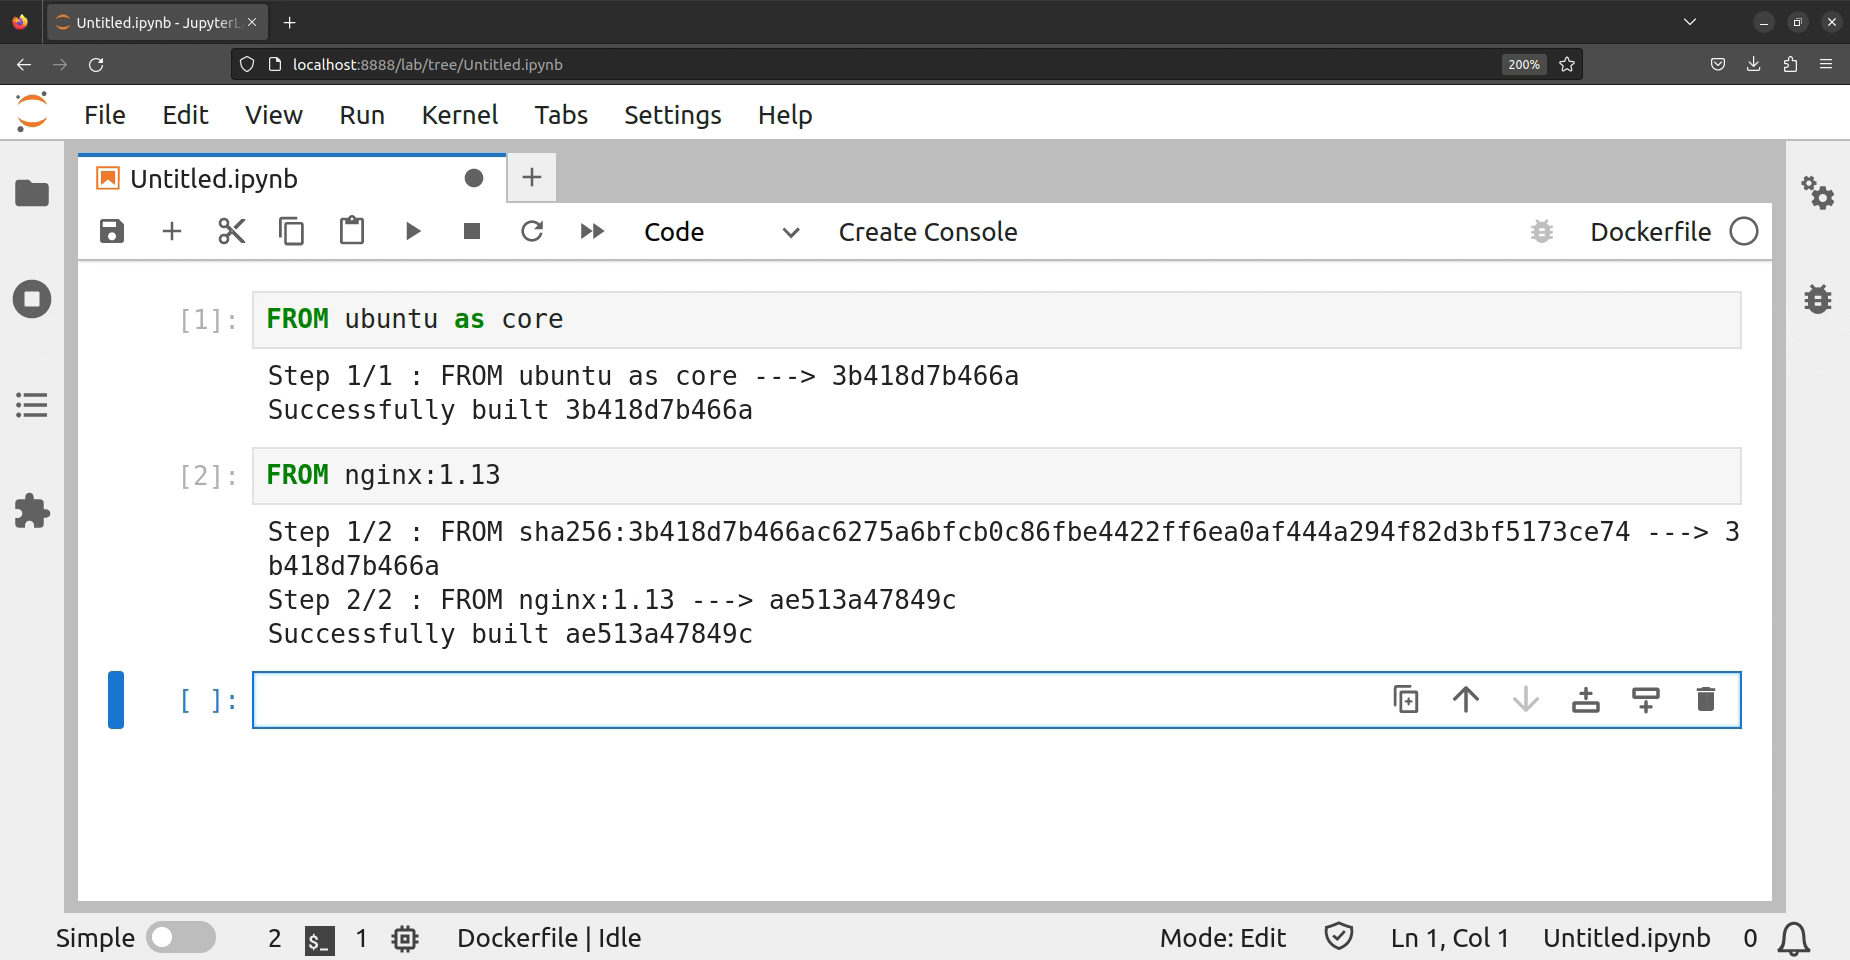 Untitled.ipynb - JupyterL
localhost:8888/lab/tree/Untitled.ipynb
200%
File Edit View Run Kernel Tabs Settings Help
Untitled.ipynb
Code
Create Console
Dockerfile
[1]:
FROM ubuntu as core
Step 1/1 : FROM ubuntu as core ---> 3b418d7b466a
Successfully built 3b418d7b466a
[2]:
FROM nginx:1.13
Step 1/2 : FROM sha256:3b418d7b466ac6275a6bfcb0c86fbe4422ff6ea0af444a294f82d3bf5173ce74 ---> 3
b418d7b466a
Step 2/2 : FROM nginx:1.13 ---> ae513a47849c
Successfully built ae513a47849c
[ ]:
Simple 2 $_ 1 Dockerfile | Idle Mode: Edit Ln 1, Col 1 Untitled.ipynb 0